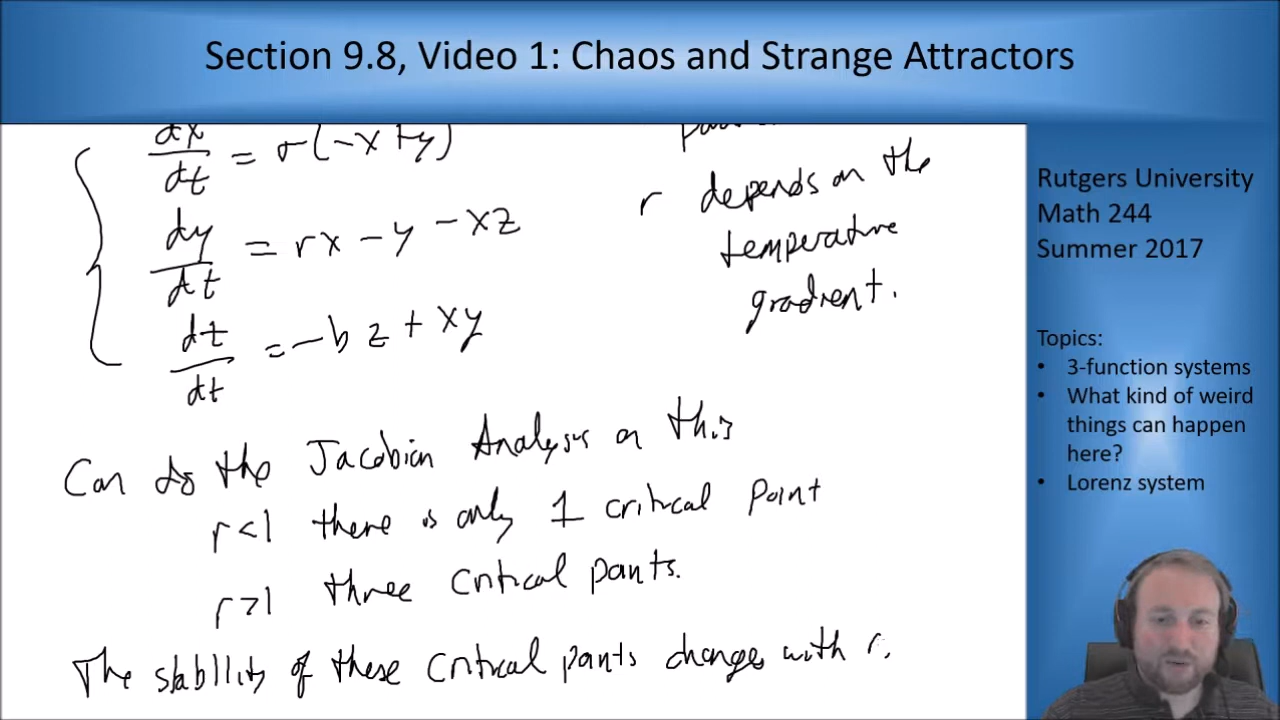 Section 9.8, Video 1: Chaos and Strange Attractors
dx/dt = σ(-x+y)
dy/dt = rx - y - xz
dz/dt = -bz + xy
r depends on the
temperature
gradient.
Can do the Jacobian Analysis on this
r<1 there is only 1 critical point
r>1 three critical points.
The stability of these critical points changes with r.
Rutgers University
Math 244
Summer 2017
Topics:
• 3-function systems
• What kind of weird
things can happen
here?
• Lorenz system